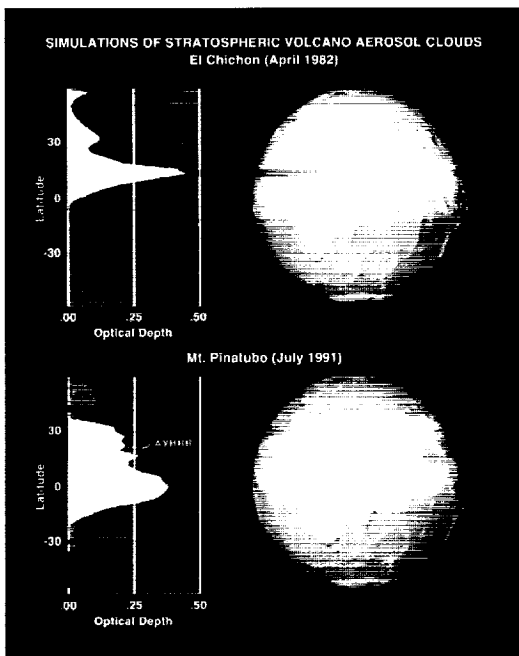 SIMULATIONS OF STRATOSPHERIC VOLCANO AEROSOL CLOUDS
El Chichon (April 1982)
30
0
-30
Latitude
.00 .25 .50
Optical Depth
Mt. Pinatubo (July 1991)
30
AVHRR
0
-30
Latitude
.00 .25 .50
Optical Depth